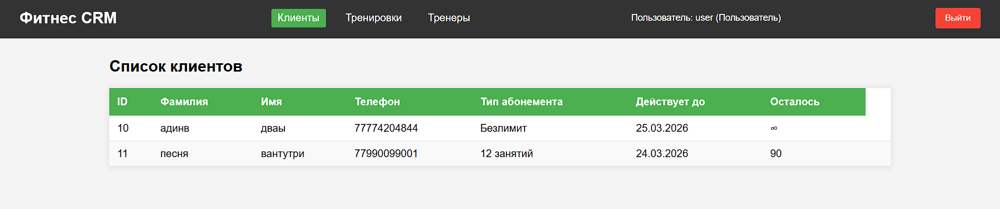 Фитнес CRM Клиенты Тренировки Тренеры Пользователь: user (Пользователь) Выйти
Список клиентов
ID Фамилия Имя Телефон Тип абонемента Действует до Осталось
10 адинв дваы 77774204844 Безлимит 25.03.2026 ∞
11 песня вантутри 77990099001 12 занятий 24.03.2026 90